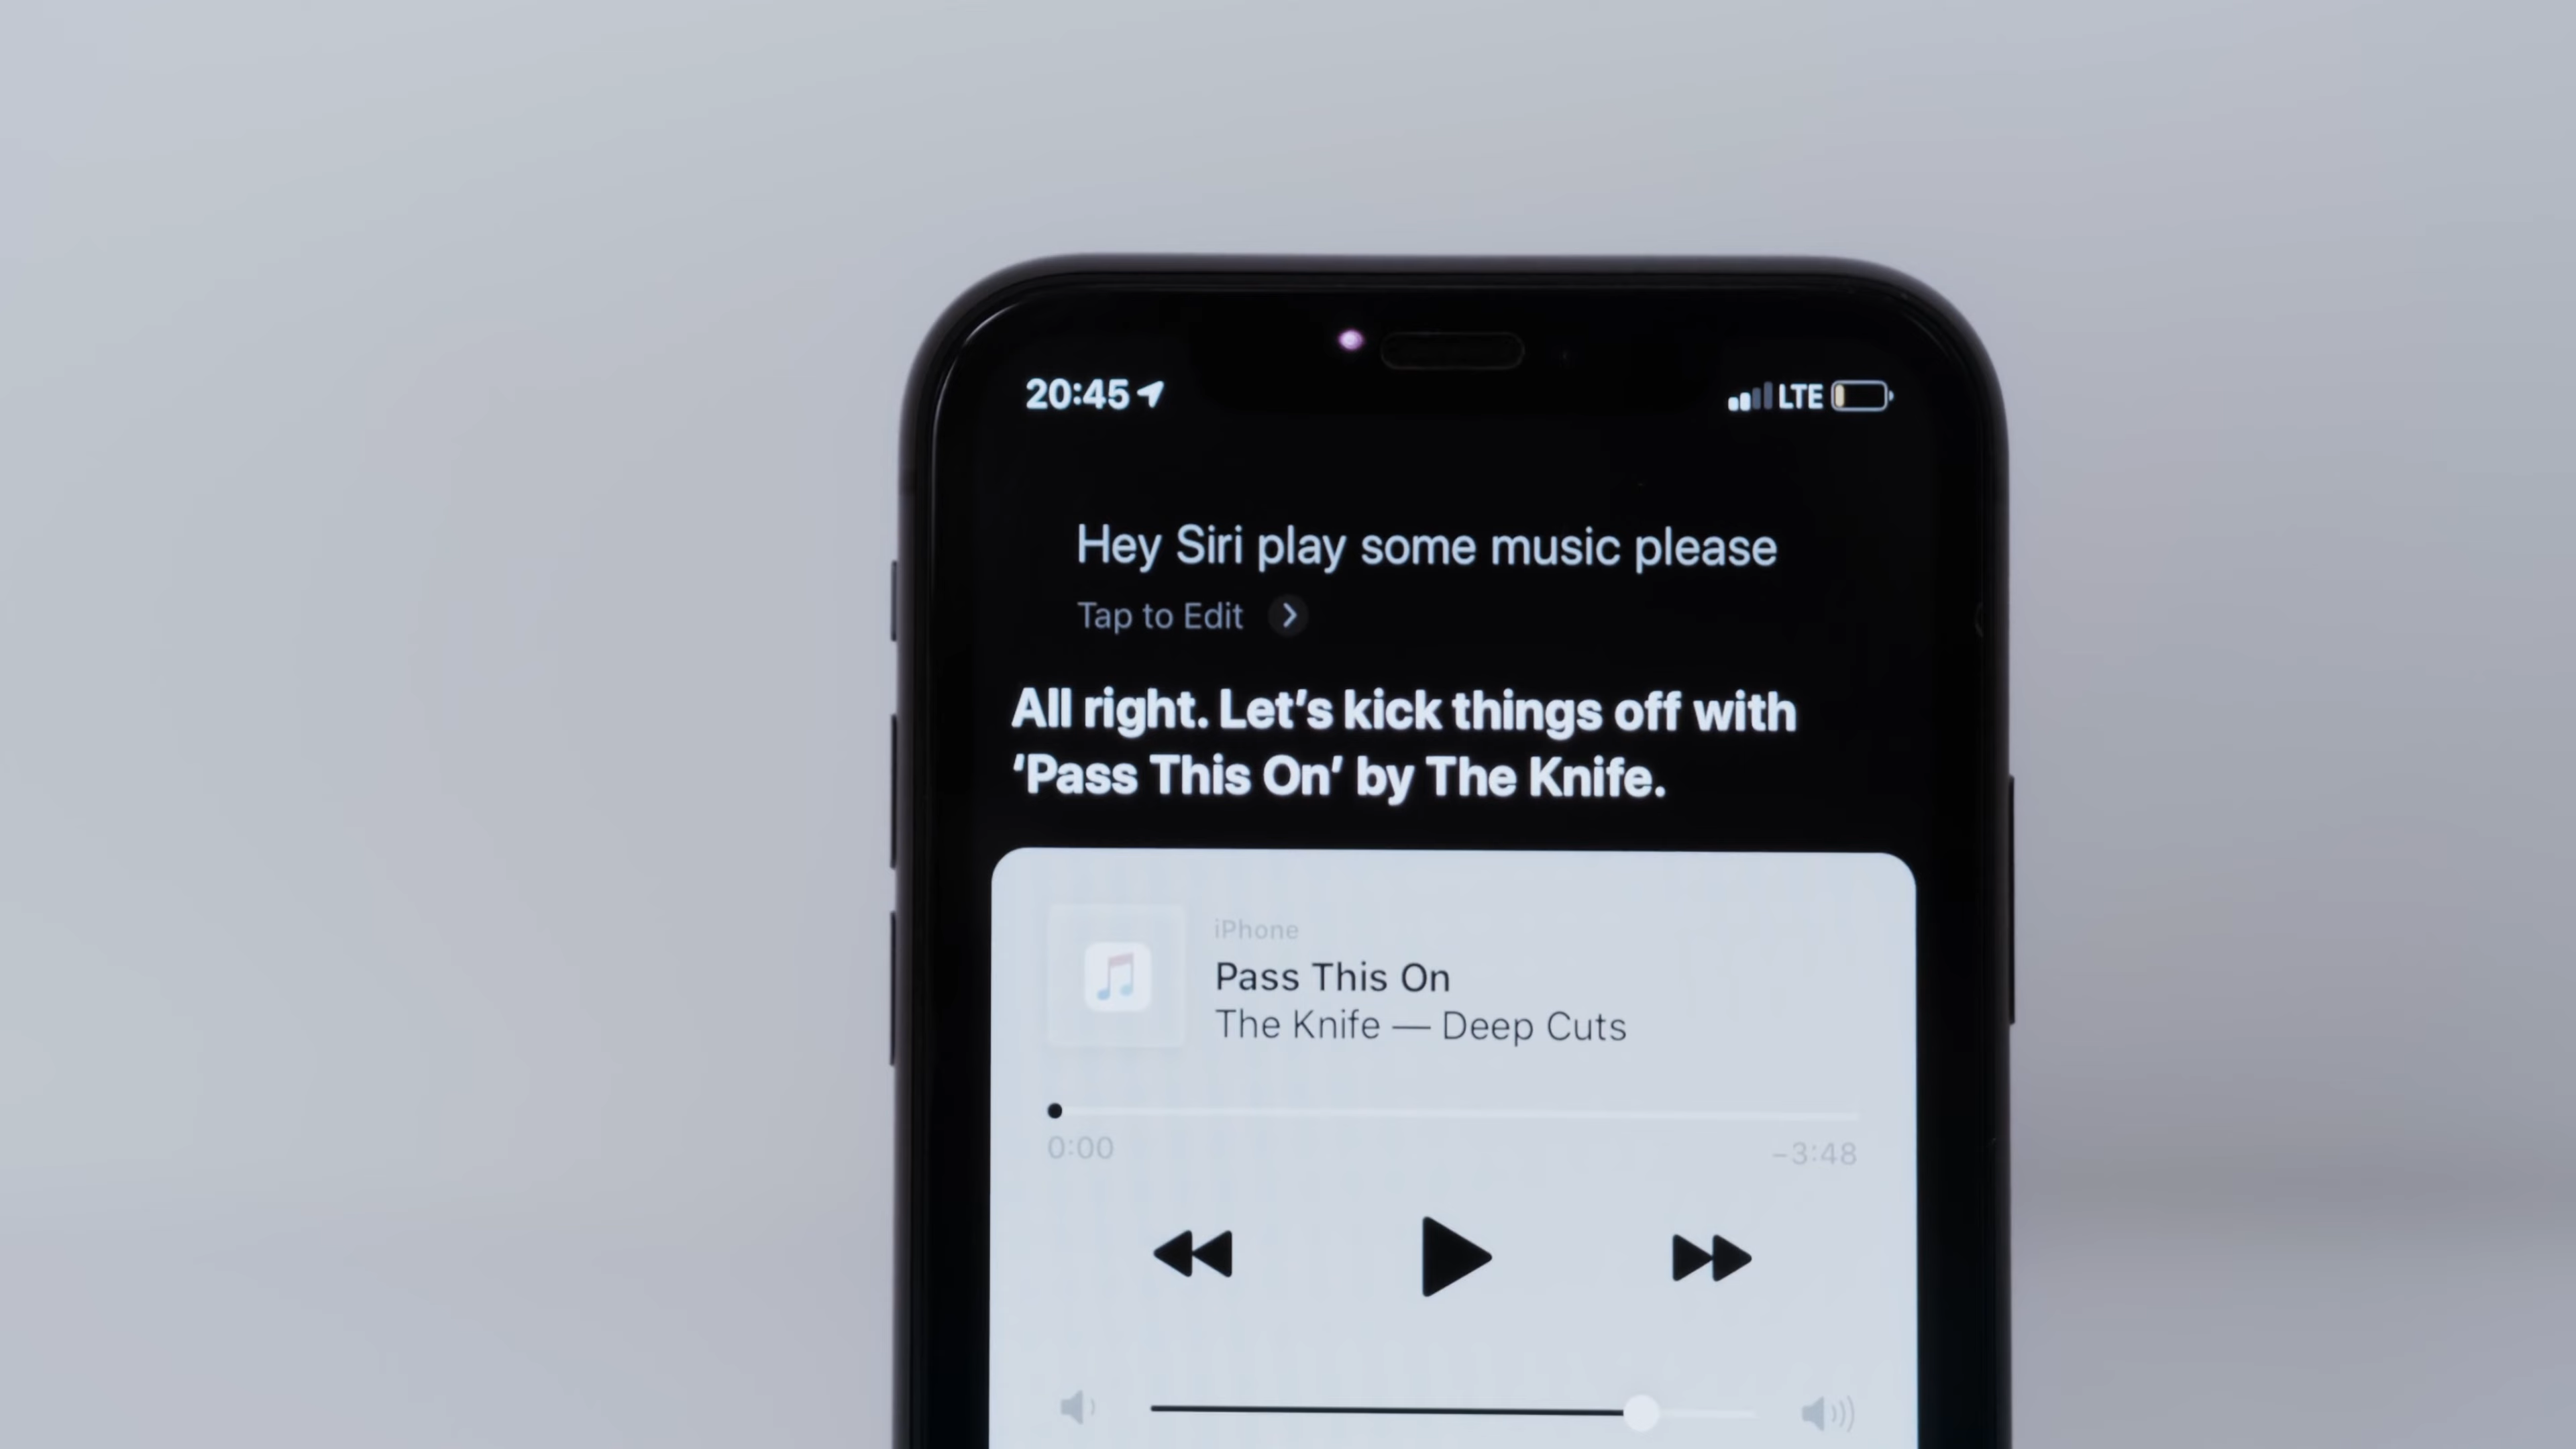 20:45 LTE
Hey Siri play some music please
Tap to Edit
All right. Let’s kick things off with
‘Pass This On’ by The Knife.
iPhone
Pass This On
The Knife — Deep Cuts
0:00 –3:48